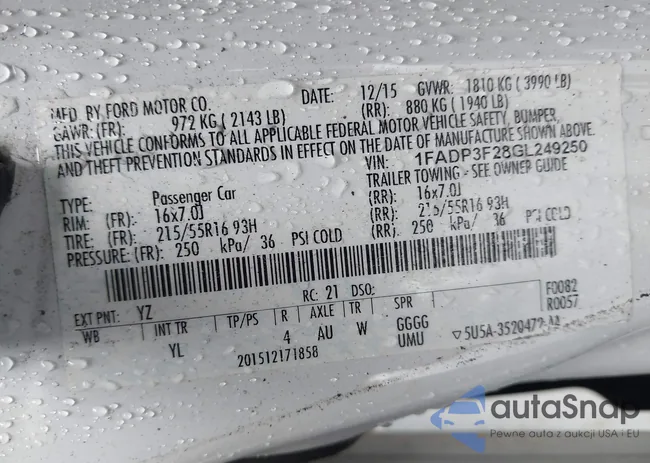 MFD. BY FORD MOTOR CO.
DATE: 12/15 GVWR: 1810 KG ( 3990 LB)
GAWR: (FR): 972 KG ( 2143 LB) (RR): 880 KG ( 1940 LB)
THIS VEHICLE CONFORMS TO ALL APPLICABLE FEDERAL MOTOR VEHICLE SAFETY, BUMPER,
AND THEFT PREVENTION STANDARDS IN EFFECT ON THE DATE OF MANUFACTURE SHOWN ABOVE.
VIN: 1FADP3F28GL249250
TYPE: Passenger Car TRAILER TOWING - SEE OWNER GUIDE
RIM: (FR): 16x7.0J (RR): 16x7.0J
TIRE: (FR): 215/55R16 93H (RR): 215/55R16 93H
PRESSURE: (FR): 250 kPa/ 36 PSI COLD (RR): 250 kPa/ 36 PSI COLD
EXT PNT: YZ RC: 21 DSO: F0082
R0057
WB INT TR TP/PS R AXLE TR SPR
YL 4 AU W GGGG
UMU
201512171858
autaSnap
Pewne auta z aukcji USA i EU